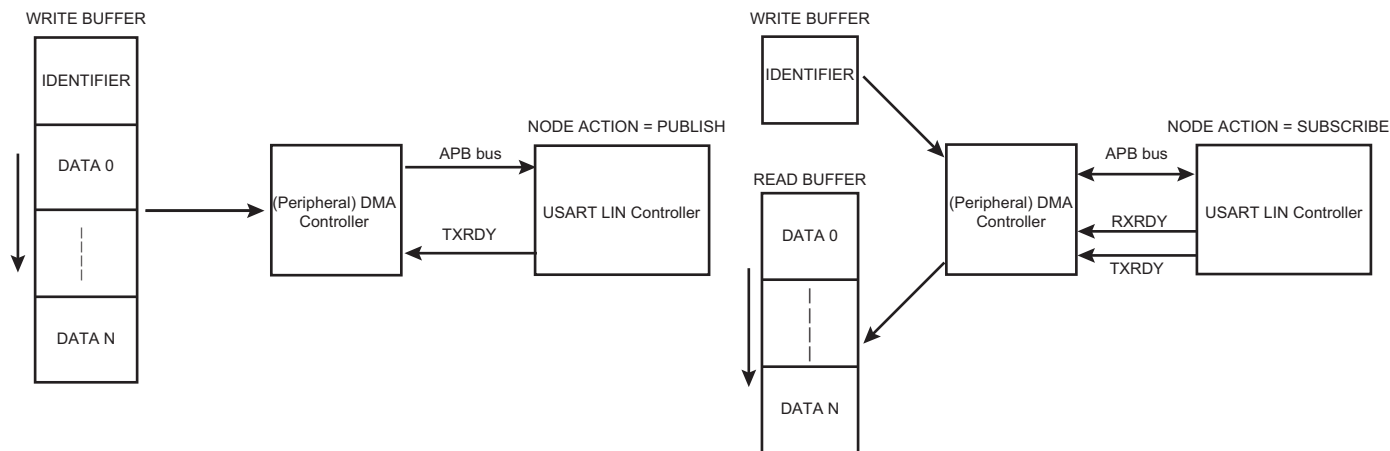 WRITE BUFFER
IDENTIFIER
DATA 0
DATA N
(Peripheral) DMA
Controller
APB bus
TXRDY
NODE ACTION = PUBLISH
USART LIN Controller
WRITE BUFFER
IDENTIFIER
READ BUFFER
DATA 0
DATA N
(Peripheral) DMA
Controller
APB bus
RXRDY
TXRDY
NODE ACTION = SUBSCRIBE
USART LIN Controller